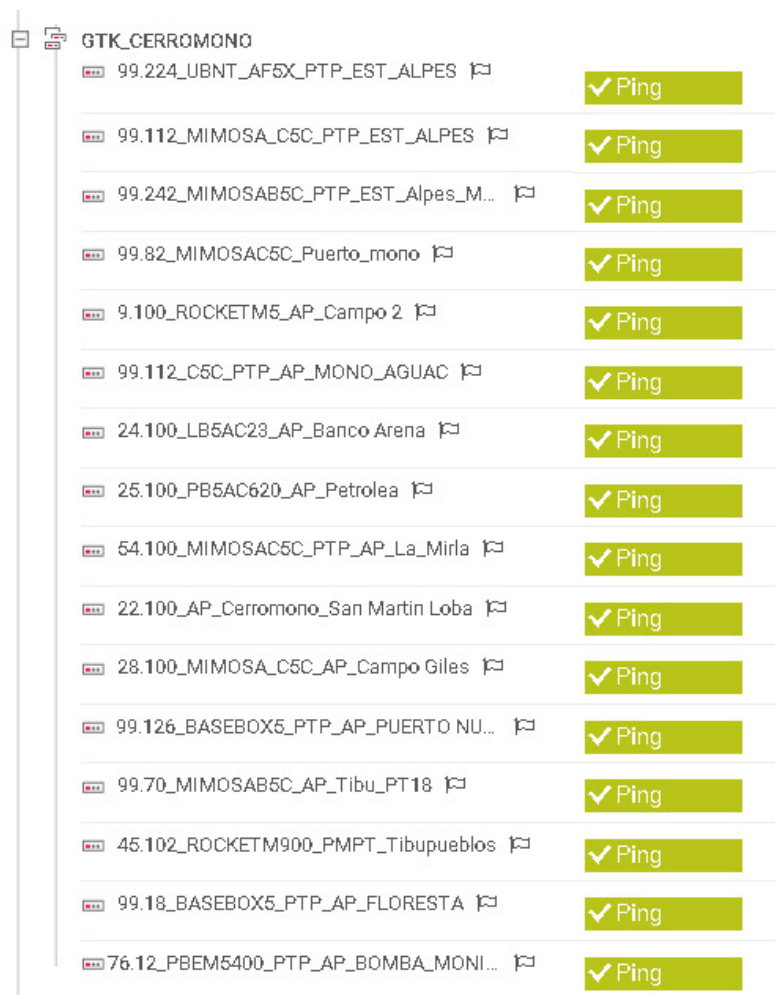 GTK_CERROMONO
99.224_UBNT_AF5X_PTP_EST_ALPES
✓ Ping
99.112_MIMOSA_C5C_PTP_EST_ALPES
✓ Ping
99.242_MIMOSAB5C_PTP_EST_Alpes_M...
✓ Ping
99.82_MIMOSAC5C_Puerto_mono
✓ Ping
9.100_ROCKETM5_AP_Campo 2
✓ Ping
99.112_C5C_PTP_AP_MONO_AGUAC
✓ Ping
24.100_LB5AC23_AP_Banco Arena
✓ Ping
25.100_PB5AC620_AP_Petrolea
✓ Ping
54.100_MIMOSAC5C_PTP_AP_La_Mirla
✓ Ping
22.100_AP_Cerromono_San Martin Loba
✓ Ping
28.100_MIMOSA_C5C_AP_Campo Giles
✓ Ping
99.126_BASEBOX5_PTP_AP_PUERTO NU...
✓ Ping
99.70_MIMOSAB5C_AP_Tibu_PT18
✓ Ping
45.102_ROCKETM900_PMPT_Tibupueblos
✓ Ping
99.18_BASEBOX5_PTP_AP_FLORESTA
✓ Ping
76.12_PBEM5400_PTP_AP_BOMBA_MONI...
✓ Ping